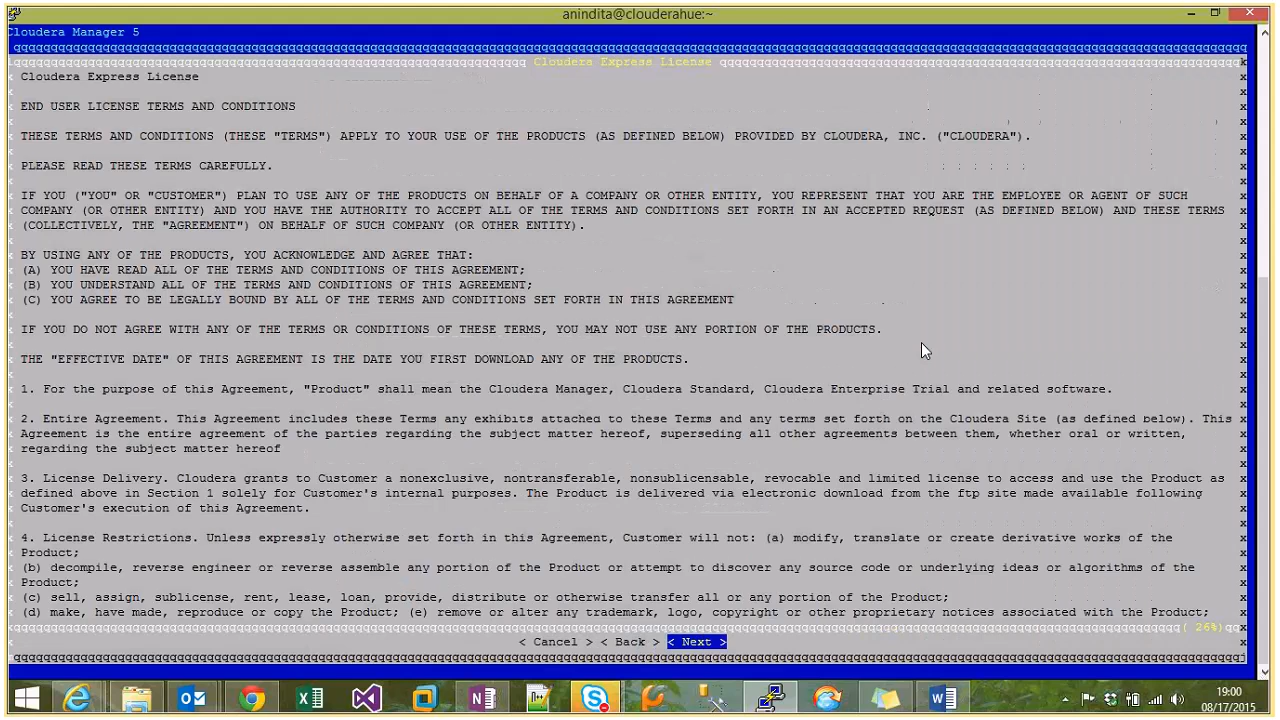 anindita@clouderahue:~
Cloudera Manager 5
Cloudera Express License
Cloudera Express License
END USER LICENSE TERMS AND CONDITIONS
THESE TERMS AND CONDITIONS (THESE "TERMS") APPLY TO YOUR USE OF THE PRODUCTS (AS DEFINED BELOW) PROVIDED BY CLOUDERA, INC. ("CLOUDERA").
PLEASE READ THESE TERMS CAREFULLY.
IF YOU ("YOU" OR "CUSTOMER") PLAN TO USE ANY OF THE PRODUCTS ON BEHALF OF A COMPANY OR OTHER ENTITY, YOU REPRESENT THAT YOU ARE THE EMPLOYEE OR AGENT OF SUCH
COMPANY (OR OTHER ENTITY) AND YOU HAVE THE AUTHORITY TO ACCEPT ALL OF THE TERMS AND CONDITIONS SET FORTH IN AN ACCEPTED REQUEST (AS DEFINED BELOW) AND THESE TERMS
(COLLECTIVELY, THE "AGREEMENT") ON BEHALF OF SUCH COMPANY (OR OTHER ENTITY).
BY USING ANY OF THE PRODUCTS, YOU ACKNOWLEDGE AND AGREE THAT:
(A) YOU HAVE READ ALL OF THE TERMS AND CONDITIONS OF THIS AGREEMENT;
(B) YOU UNDERSTAND ALL OF THE TERMS AND CONDITIONS OF THIS AGREEMENT;
(C) YOU AGREE TO BE LEGALLY BOUND BY ALL OF THE TERMS AND CONDITIONS SET FORTH IN THIS AGREEMENT
IF YOU DO NOT AGREE WITH ANY OF THE TERMS OR CONDITIONS OF THESE TERMS, YOU MAY NOT USE ANY PORTION OF THE PRODUCTS.
THE "EFFECTIVE DATE" OF THIS AGREEMENT IS THE DATE YOU FIRST DOWNLOAD ANY OF THE PRODUCTS.
1. For the purpose of this Agreement, "Product" shall mean the Cloudera Manager, Cloudera Standard, Cloudera Enterprise Trial and related software.
2. Entire Agreement. This Agreement includes these Terms any exhibits attached to these Terms and any terms set forth on the Cloudera Site (as defined below). This
Agreement is the entire agreement of the parties regarding the subject matter hereof, superseding all other agreements between them, whether oral or written,
regarding the subject matter hereof
3. License Delivery. Cloudera grants to Customer a nonexclusive, nontransferable, nonsublicensable, revocable and limited license to access and use the Product as
defined above in Section 1 solely for Customer's internal purposes. The Product is delivered via electronic download from the ftp site made available following
Customer's execution of this Agreement.
4. License Restrictions. Unless expressly otherwise set forth in this Agreement, Customer will not: (a) modify, translate or create derivative works of the
Product;
(b) decompile, reverse engineer or reverse assemble any portion of the Product or attempt to discover any source code or underlying ideas or algorithms of the
Product;
(c) sell, assign, sublicense, rent, lease, loan, provide, distribute or otherwise transfer all or any portion of the Product;
(d) make, have made, reproduce or copy the Product; (e) remove or alter any trademark, logo, copyright or other proprietary notices associated with the Product;
( 26%)
< Cancel > < Back > < Next >
19:00
08/17/2015